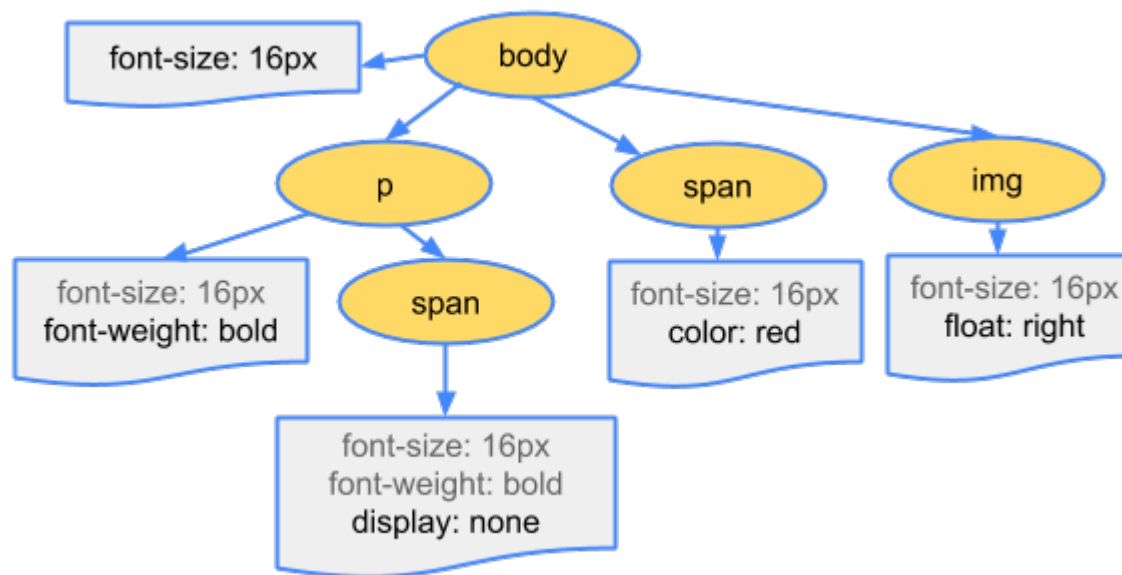 font-size: 16px
body
p
span
img
font-size: 16px
font-weight: bold
span
font-size: 16px
color: red
font-size: 16px
float: right
font-size: 16px
font-weight: bold
display: none